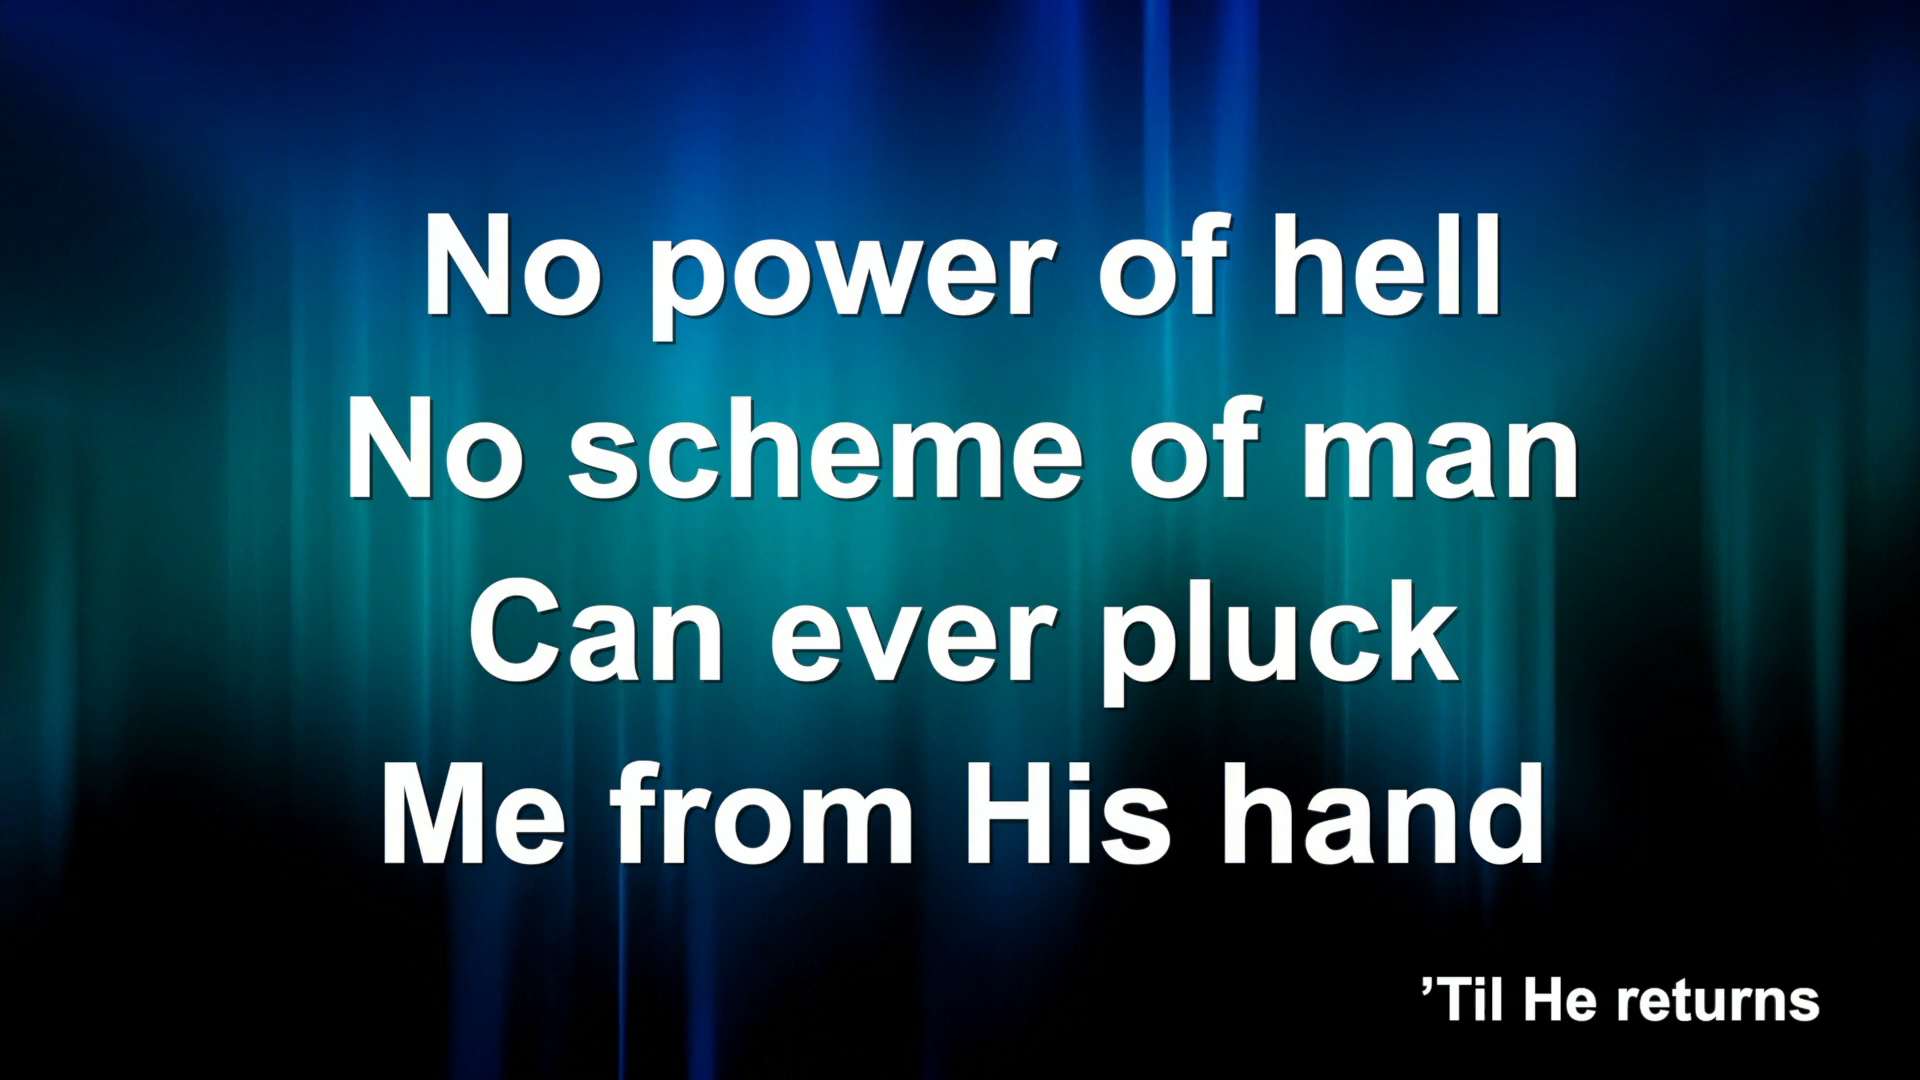 No power of hell
No scheme of man
Can ever pluck
Me from His hand
’Til He returns